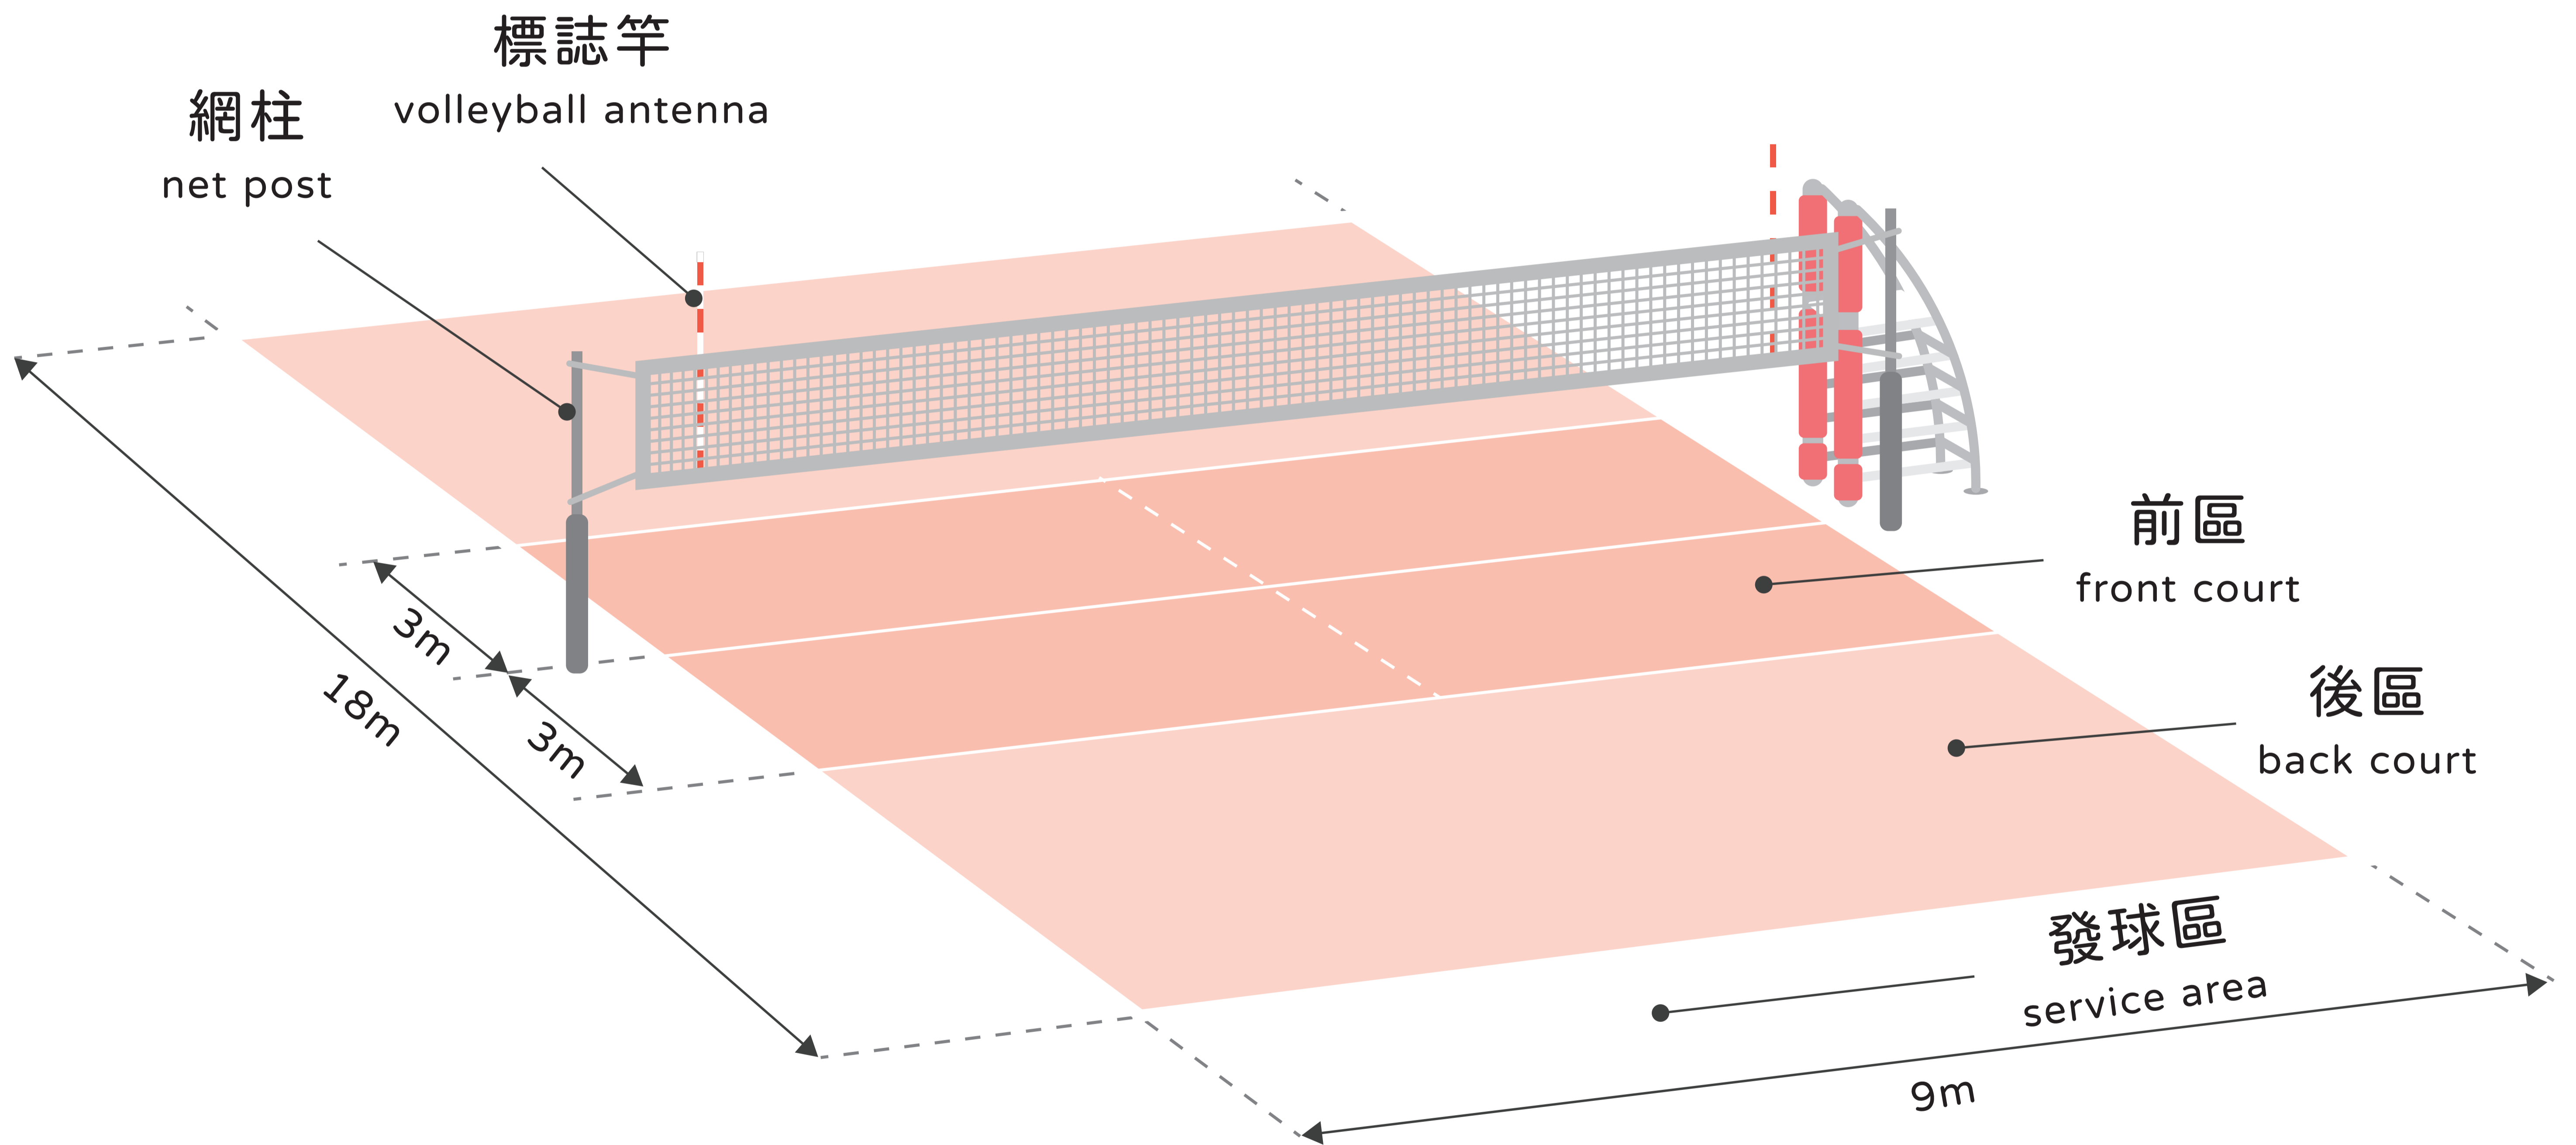 標誌竿
volleyball antenna
網柱
net post
前區
front court
後區
back court
發球區
service area
3m
3m
18m
9m